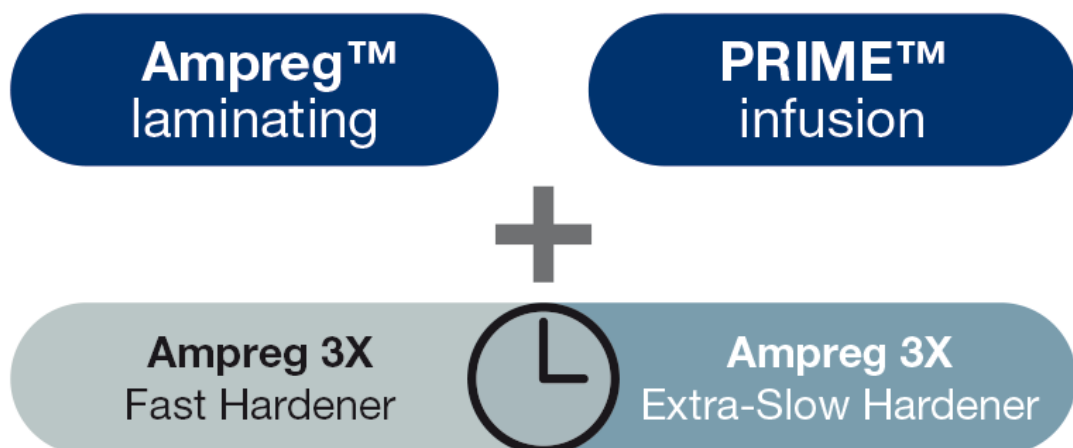 Ampreg™
laminating
PRIME™
infusion
Ampreg 3X
Fast Hardener
Ampreg 3X
Extra-Slow Hardener